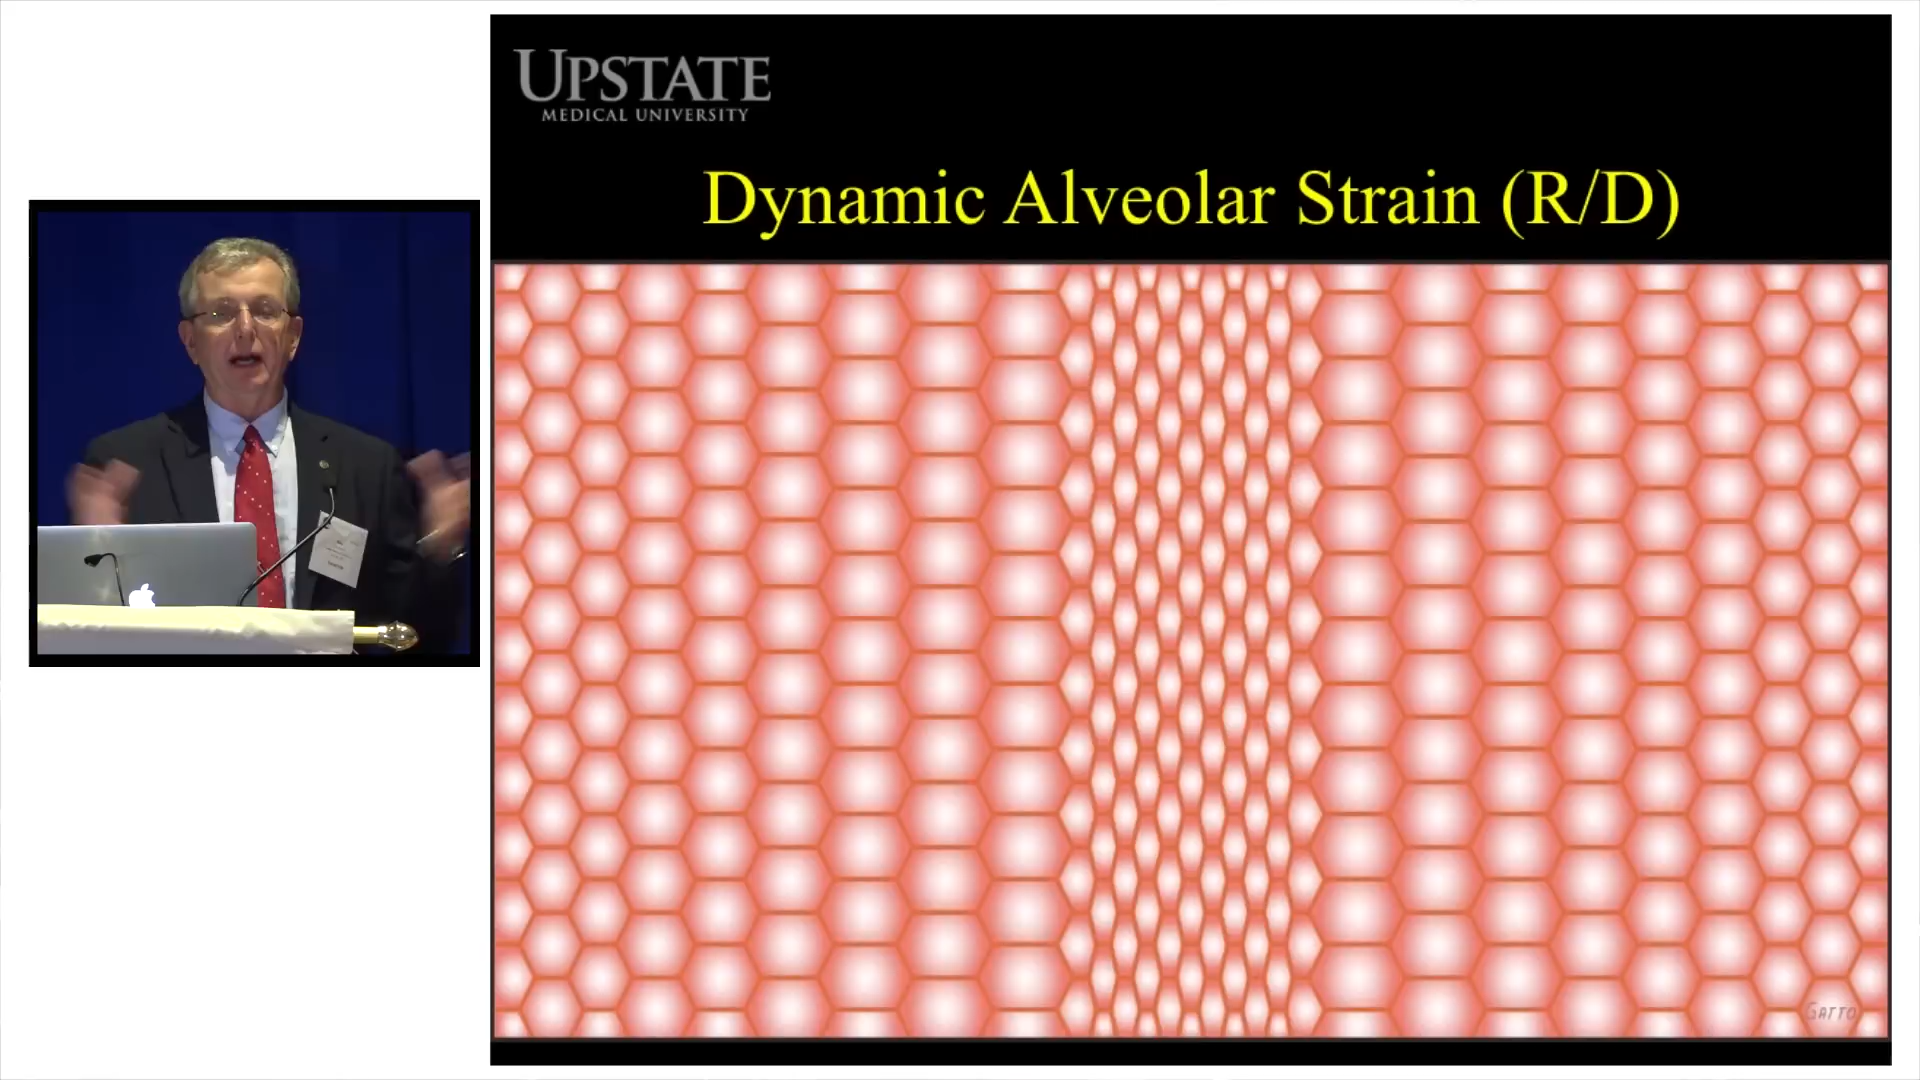 UPSTATE
MEDICAL UNIVERSITY
Dynamic Alveolar Strain (R/D)
GATTO